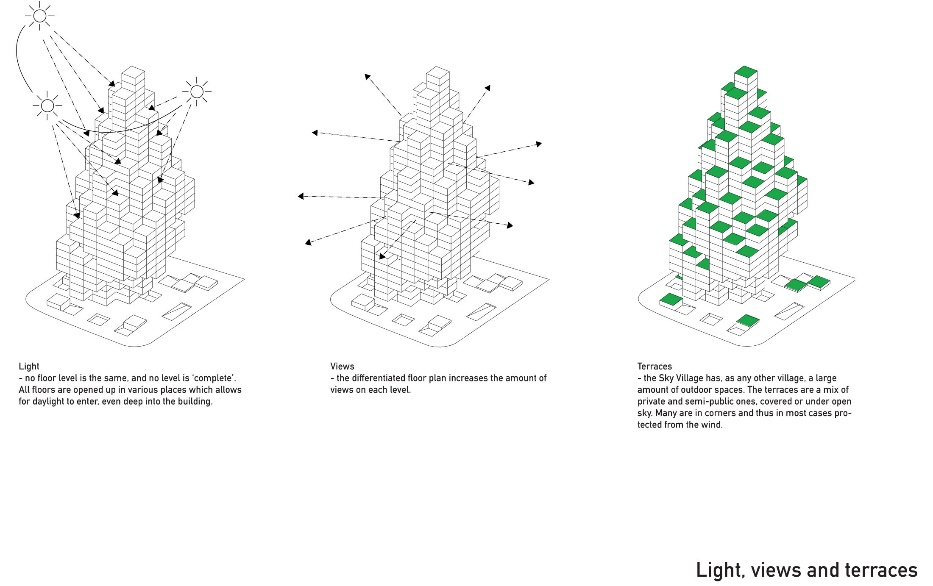 Light
- no floor level is the same, and no level is 'complete'.
All floors are opened up in various places which allows
for daylight to enter, even deep into the building.
Views
- the differentiated floor plan increases the amount of
views on each level.
Terraces
- the Sky Village has, as any other village, a large
amount of outdoor spaces. The terraces are a mix of
private and semi-public ones, covered or under open
sky. Many are in corners and thus in most cases pro-
tected from the wind.
Light, views and terraces